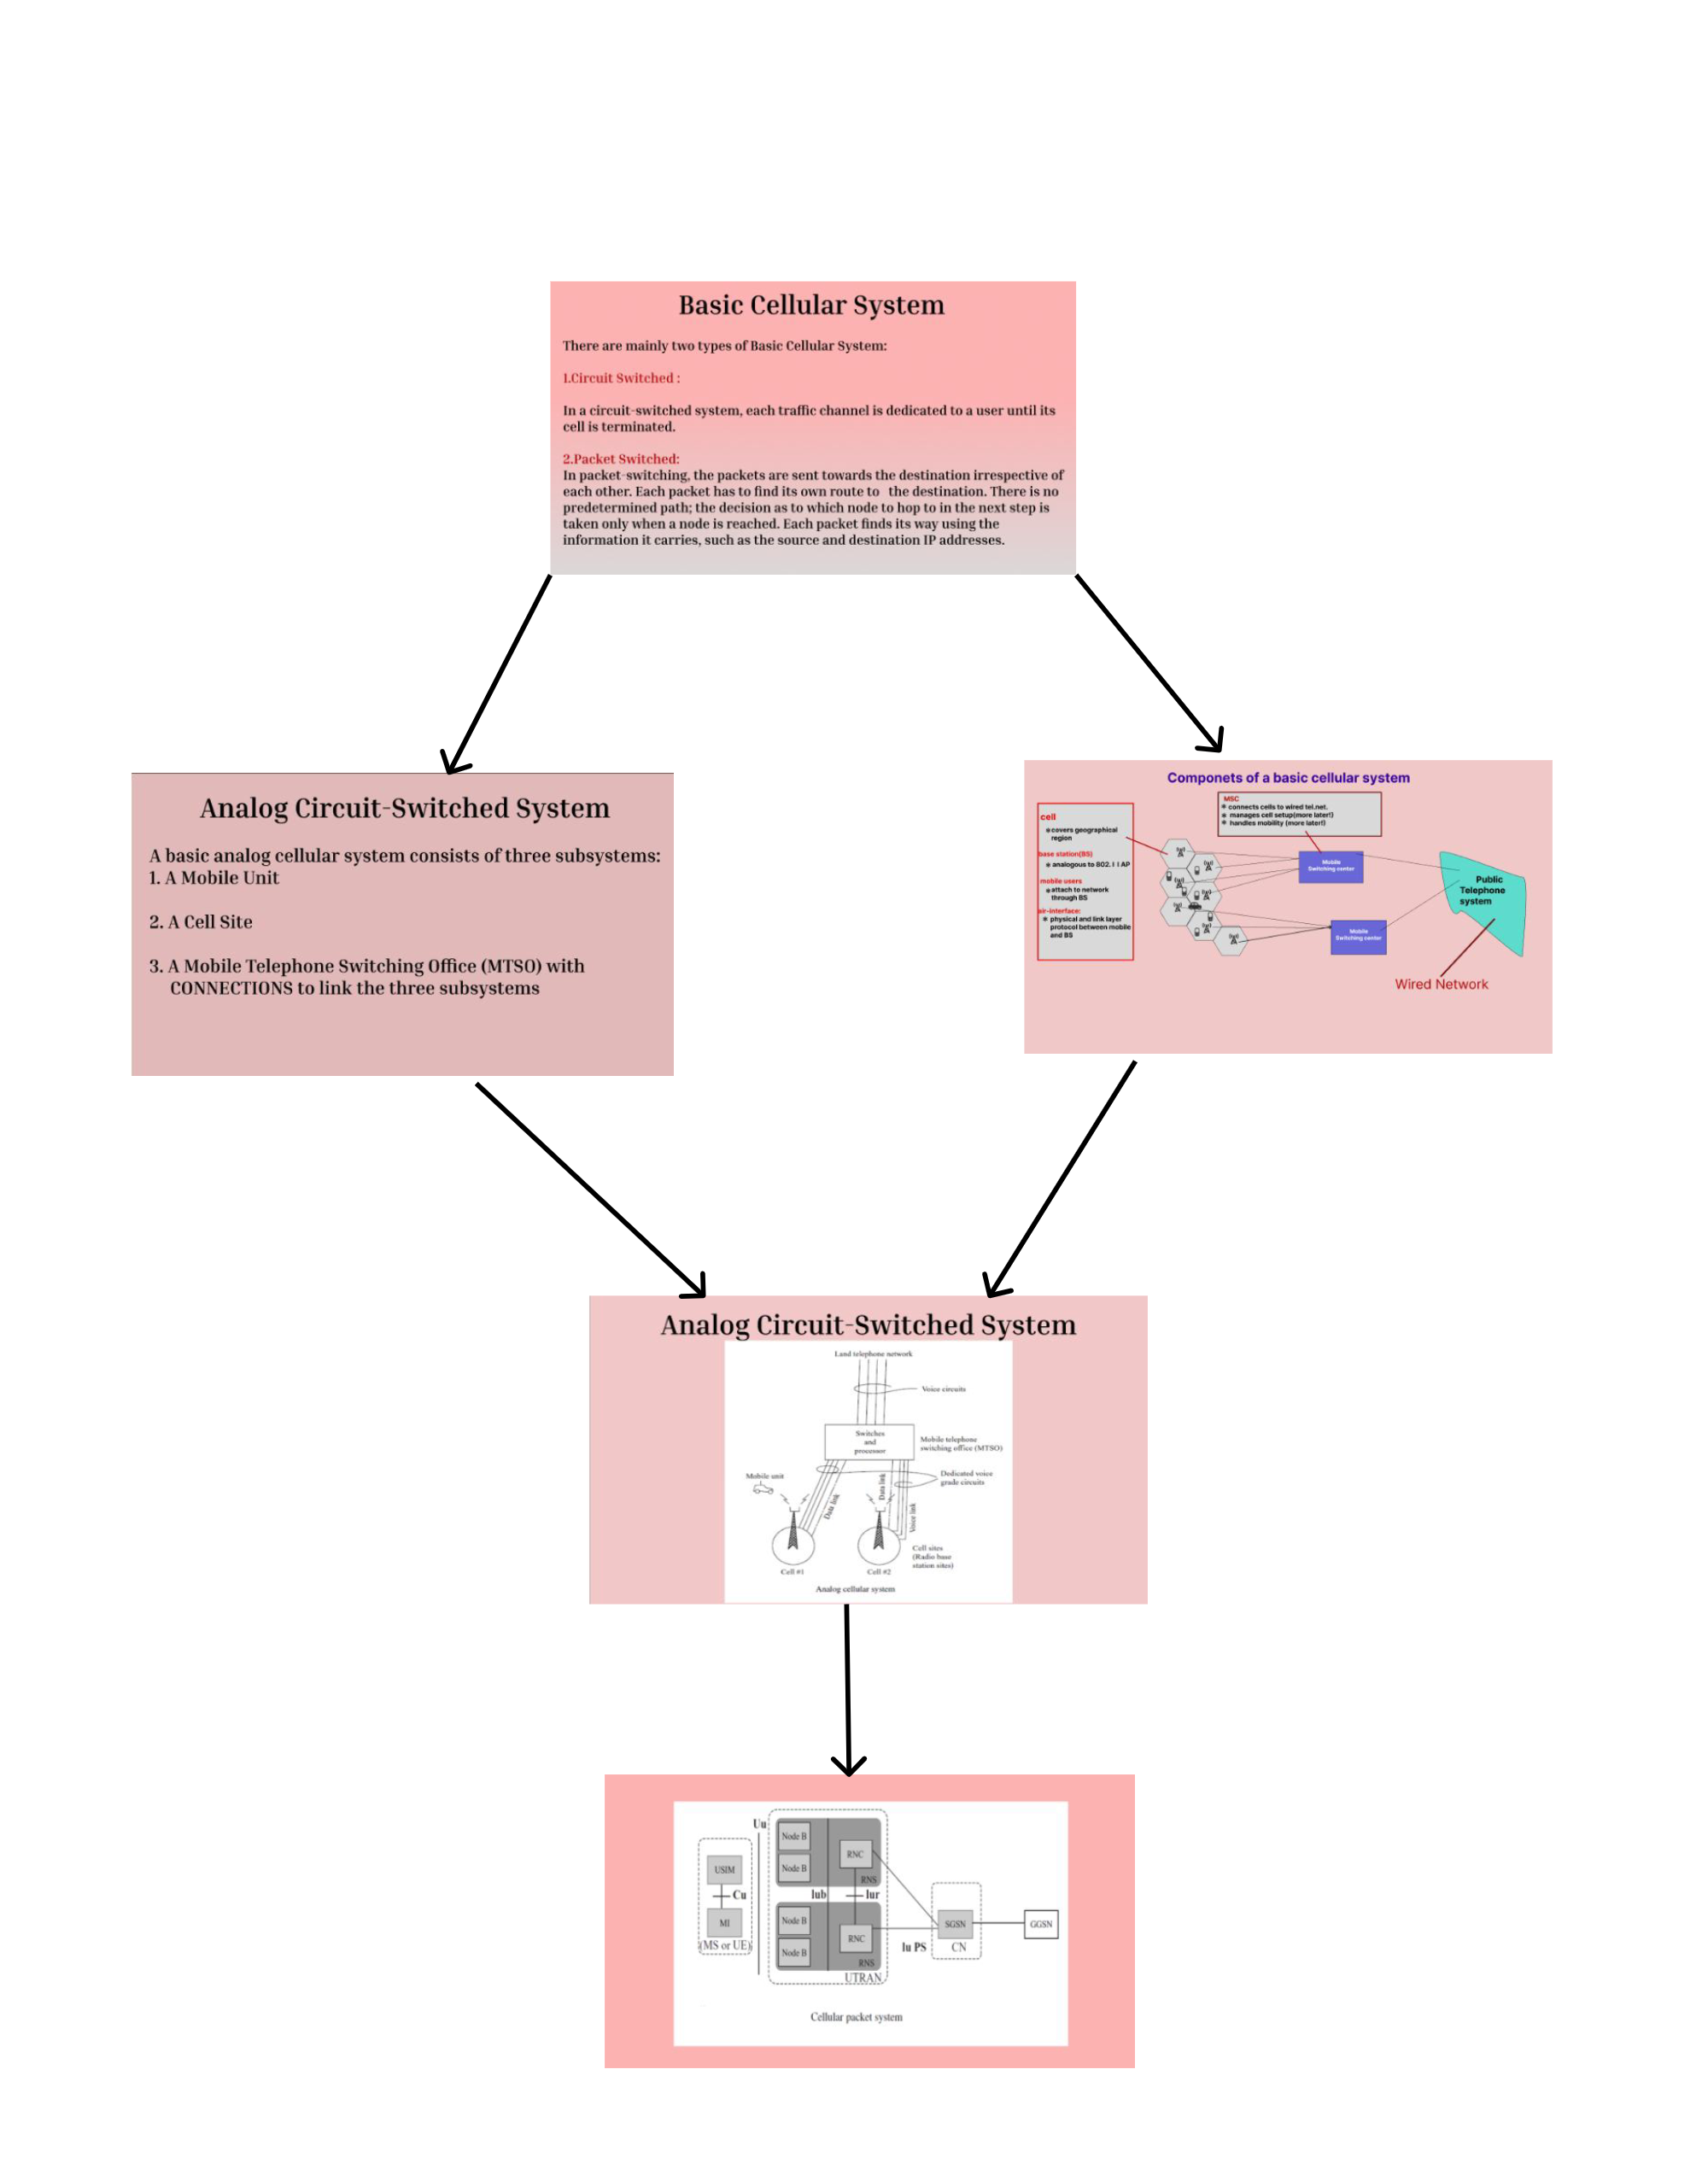 Basic Cellular System
There are mainly two types of Basic Cellular System:
1.Circuit Switched :
In a circuit-switched system, each traffic channel is dedicated to a user until its
cell is terminated.
2.Packet Switched:
In packet-switching, the packets are sent towards the destination irrespective of
each other. Each packet has to find its own route to the destination. There is no
predetermined path; the decision as to which node to hop to in the next step is
taken only when a node is reached. Each packet finds its way using the
information it carries, such as the source and destination IP addresses.
Analog Circuit-Switched System
A basic analog cellular system consists of three subsystems:
1. A Mobile Unit
2. A Cell Site
3. A Mobile Telephone Switching Office (MTSO) with
CONNECTIONS to link the three subsystems
Componets of a basic cellular system
MSC
connects cells to wired tel.net.
manages cell setup(more later!)
handles mobility (more later!)
cell
covers geographical
region
base station(BS)
analogous to 802. I I AP
mobile users
attach to network
through BS
air-interface:
physical and link layer
protocol between mobile
and BS
Mobile
Switching center
Mobile
Switching center
Public
Telephone
system
Wired Network
Analog Circuit-Switched System
Land telephone network
Voice circuits
Switches
and
processor
Mobile telephone
switching office (MTSO)
Dedicated voice
grade circuits
Mobile unit
Data link
Data link
Voice link
Cell sites
(Radio base
station sites)
Cell #1
Cell #2
Analog cellular system
Uu
Node B
Node B
RNC
RNS
USIM
Cu
MI
(MS or UE)
Iub
Iur
Node B
Node B
RNC
RNS
UTRAN
Iu PS
SGSN
CN
GGSN
Cellular packet system